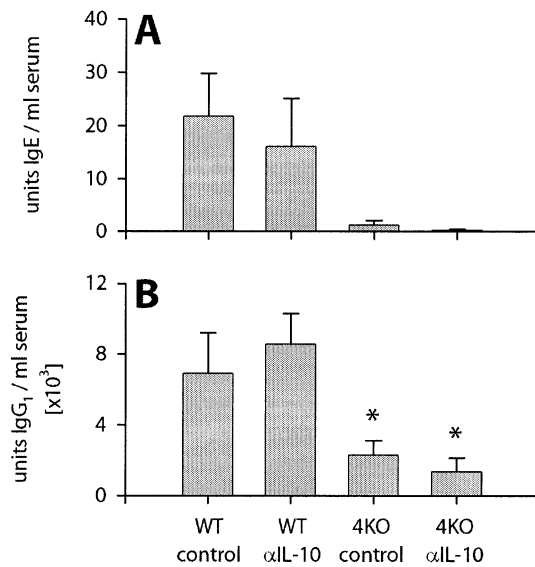 A
units IgE / ml serum
40
30
20
10
0
B
units IgG₁ / ml serum
[x10³]
12
8
4
0
*
*
WT
control
WT
αIL-10
4KO
control
4KO
αIL-10